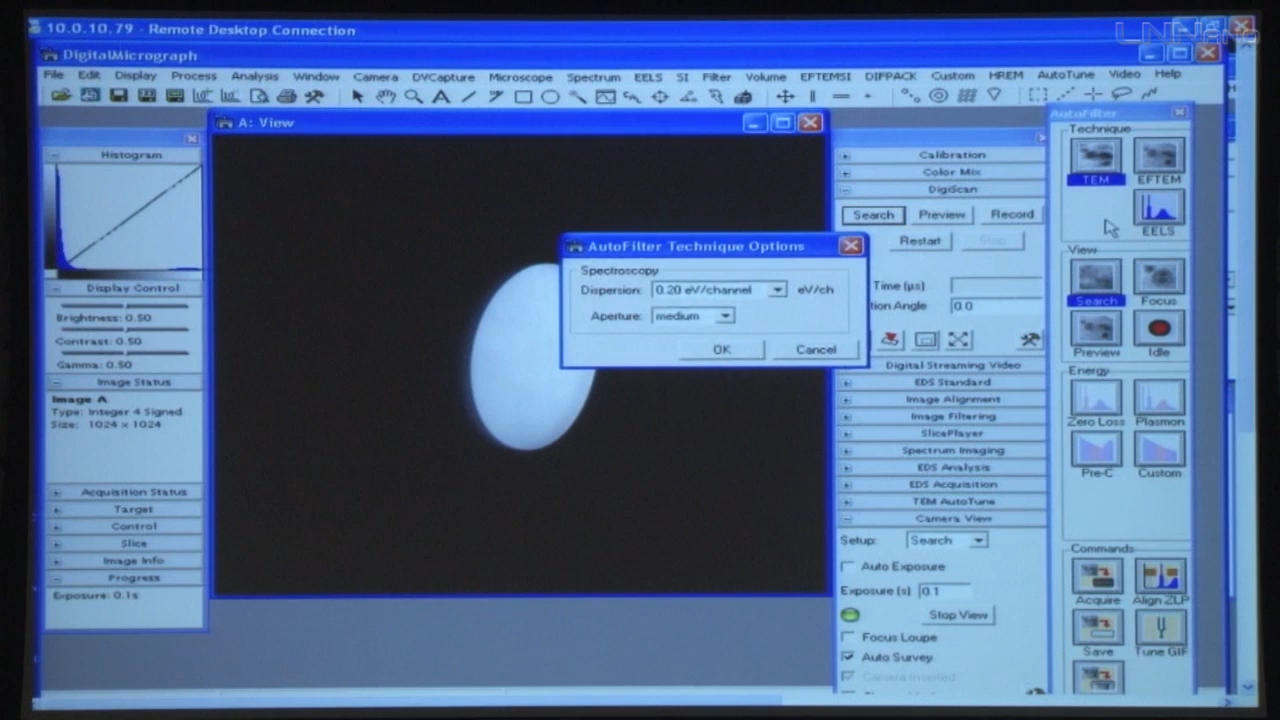 10.0.10.79 - Remote Desktop Connection
LNNano
DigitalMicrograph
File Edit Display Process Analysis Window Camera DVCapture Microscope Spectrum EELS SI Filter Volume EFTEMSI DIFPACK Custom HREM AutoTune Video Help
A: View
AutoFilter
Histogram
Display Control
Brightness: 0.50
Contrast: 0.50
Gamma: 0.50
Image Status
Image A
Type: Integer 4 Signed
Size: 1024 x 1024
Acquisition Status
Target
Control
Slice
Image Info
Progress
Exposure: 0.1s
AutoFilter Technique Options
Spectroscopy
Dispersion: 0.20 eV/channel eV/ch
Aperture: medium
OK Cancel
Calibration
Color Mix
DigiScan
Search Preview Record
Restart Stop
Time (µs)
tion Angle 0.0
Digital Streaming Video
EDS Standard
Image Alignment
Image Filtering
SlicePlayer
Spectrum Imaging
EDS Analysis
EDS Acquisition
TEM AutoTune
Camera View
Setup: Search
Auto Exposure
Exposure (s) 0.1
Stop View
Focus Loupe
Auto Survey
Camera Inserted
Technique
TEM EFTEM
EELS
View
Search Focus
Preview Idle
Energy
Zero Loss Plasmon
Pre-C Custom
Commands
Acquire Align ZLP
Save Tune GIF